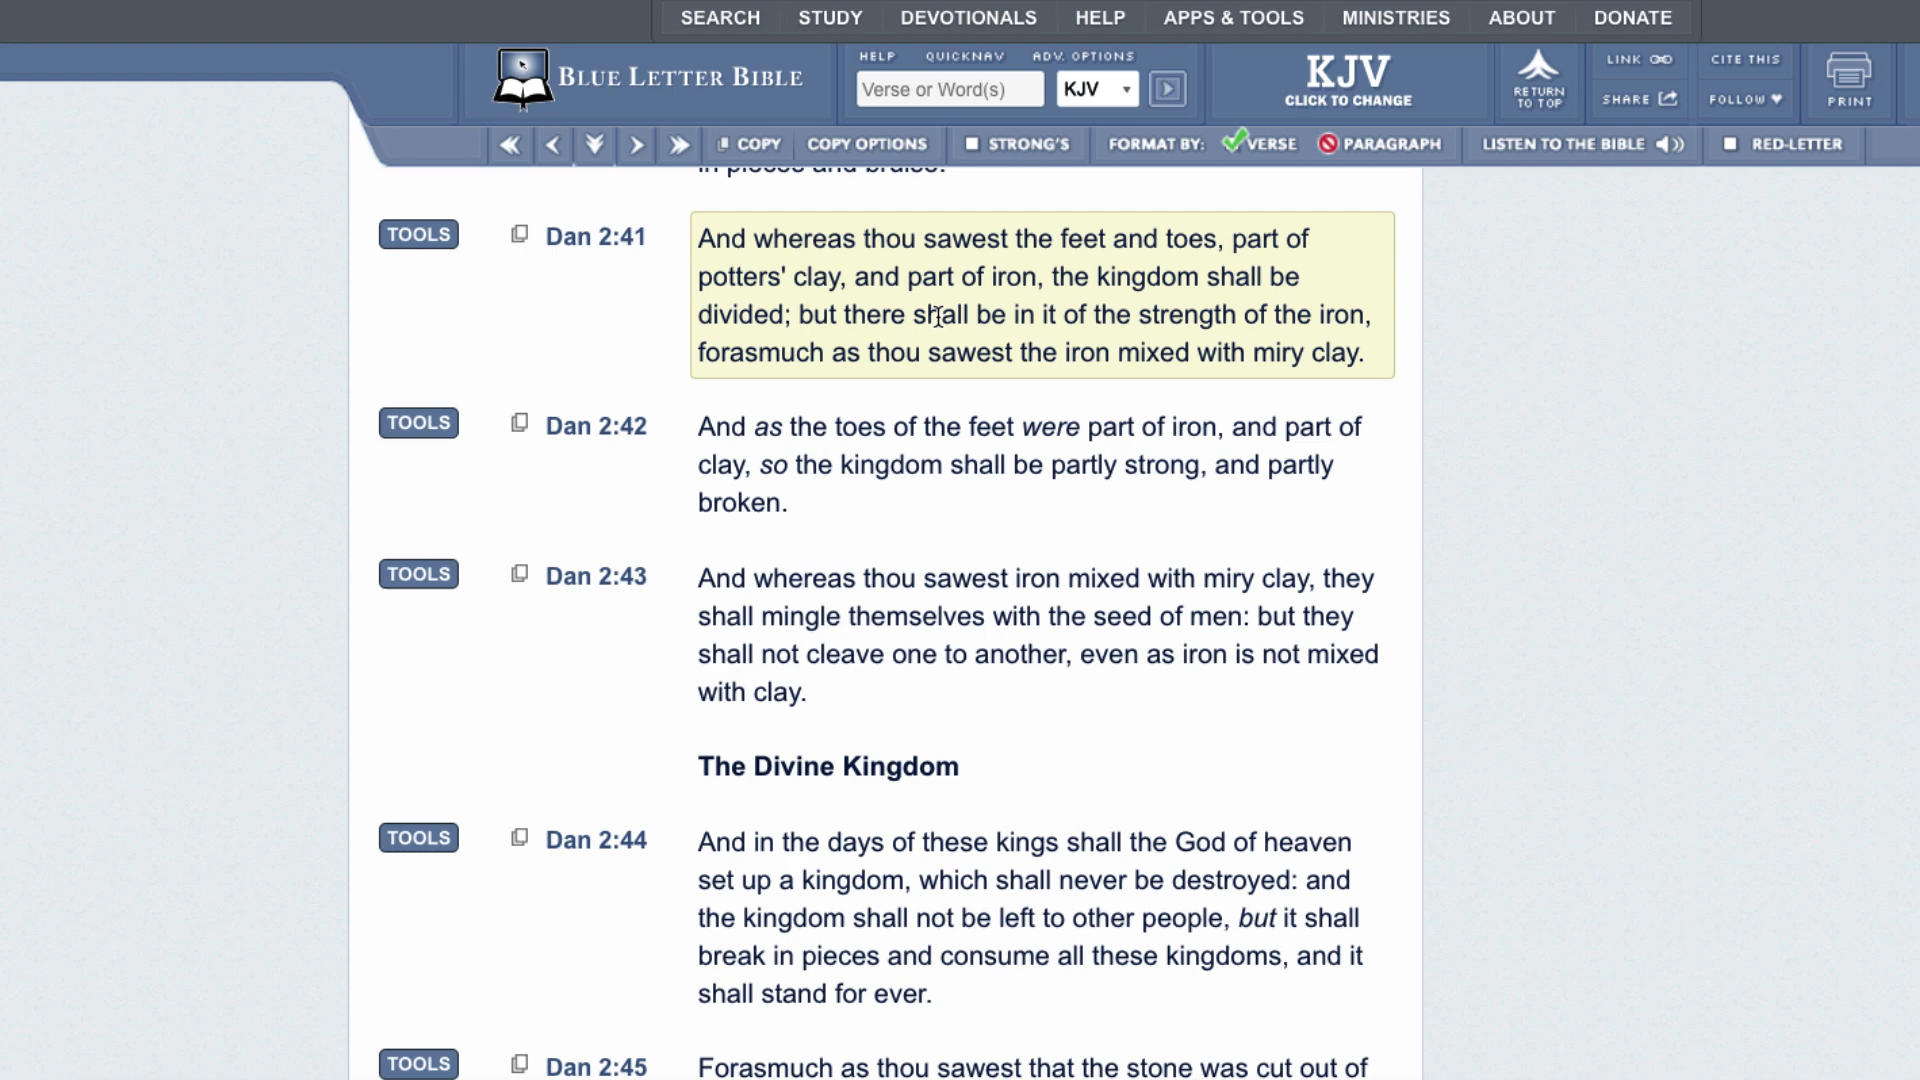 SEARCH STUDY DEVOTIONALS HELP APPS & TOOLS MINISTRIES ABOUT DONATE
BLUE LETTER BIBLE
HELP QUICKNAV ADV. OPTIONS
Verse or Word(s) KJV
KJV
CLICK TO CHANGE
RETURN
TO TOP
LINK
SHARE
CITE THIS
FOLLOW
PRINT
COPY COPY OPTIONS STRONG'S FORMAT BY: VERSE PARAGRAPH LISTEN TO THE BIBLE RED-LETTER
in pieces and bruise.
TOOLS Dan 2:41 And whereas thou sawest the feet and toes, part of
potters' clay, and part of iron, the kingdom shall be
divided; but there shall be in it of the strength of the iron,
forasmuch as thou sawest the iron mixed with miry clay.
TOOLS Dan 2:42 And as the toes of the feet were part of iron, and part of
clay, so the kingdom shall be partly strong, and partly
broken.
TOOLS Dan 2:43 And whereas thou sawest iron mixed with miry clay, they
shall mingle themselves with the seed of men: but they
shall not cleave one to another, even as iron is not mixed
with clay.
The Divine Kingdom
TOOLS Dan 2:44 And in the days of these kings shall the God of heaven
set up a kingdom, which shall never be destroyed: and
the kingdom shall not be left to other people, but it shall
break in pieces and consume all these kingdoms, and it
shall stand for ever.
TOOLS Dan 2:45 Forasmuch as thou sawest that the stone was cut out of